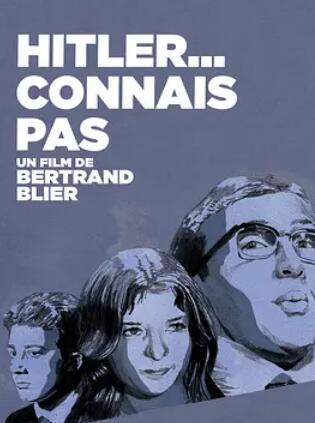 HITLER...
CONNAIS
PAS
UN FILM DE
BERTRAND
BLIER